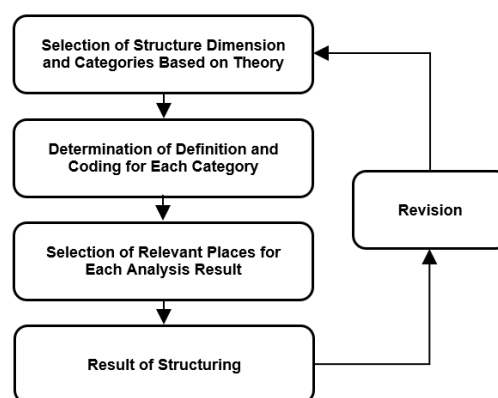 Selection of Structure Dimension
and Categories Based on Theory
Determination of Definition and
Coding for Each Category
Revision
Selection of Relevant Places for
Each Analysis Result
Result of Structuring